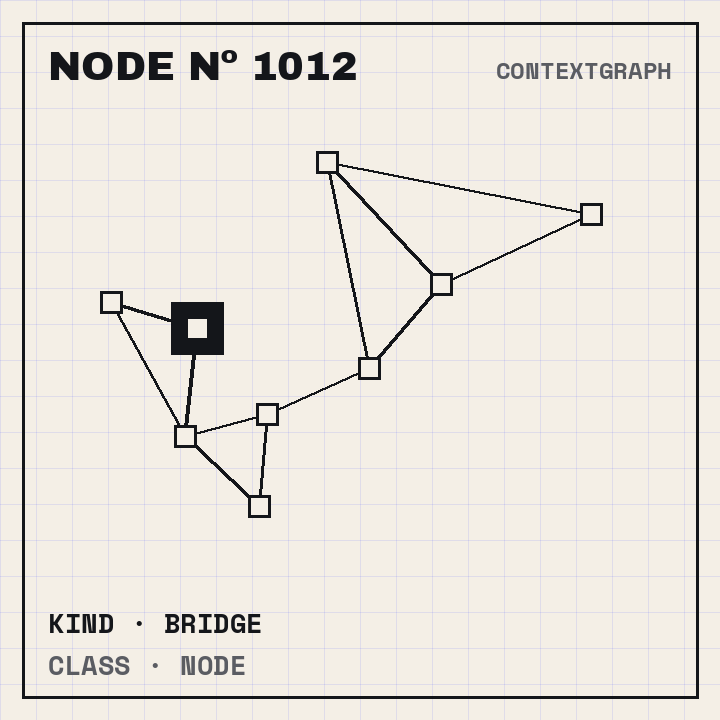 NODE Nº 1012
CONTEXTGRAPH
KIND · BRIDGE
CLASS · NODE